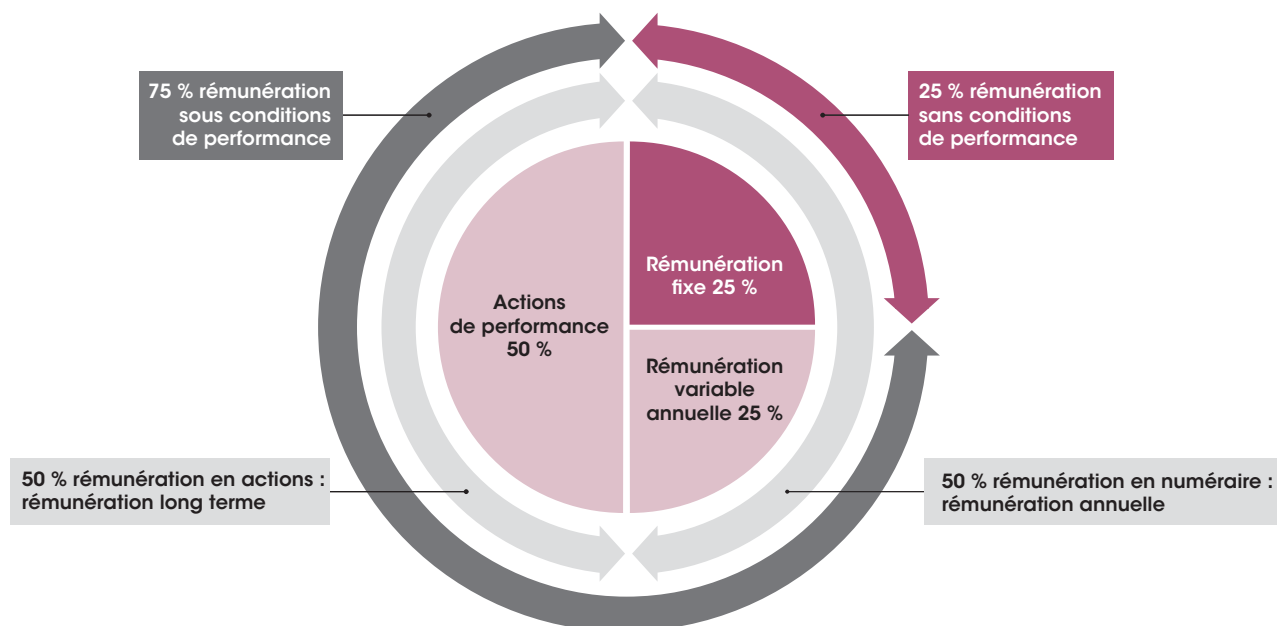 75 % rémunération
sous conditions
de performance
25 % rémunération
sans conditions
de performance
Rémunération
fixe 25 %
Actions
de performance
50 %
Rémunération
variable
annuelle 25 %
50 % rémunération en actions :
rémunération long terme
50 % rémunération en numéraire :
rémunération annuelle